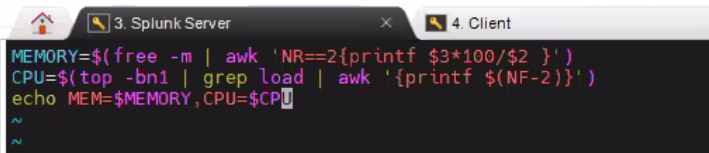 3. Splunk Server
4. Client
MEMORY=$(free -m | awk 'NR==2{printf $3*100/$2 }')
CPU=$(top -bn1 | grep load | awk '{printf $(NF-2)}')
echo MEM=$MEMORY,CPU=$CPU
~
~